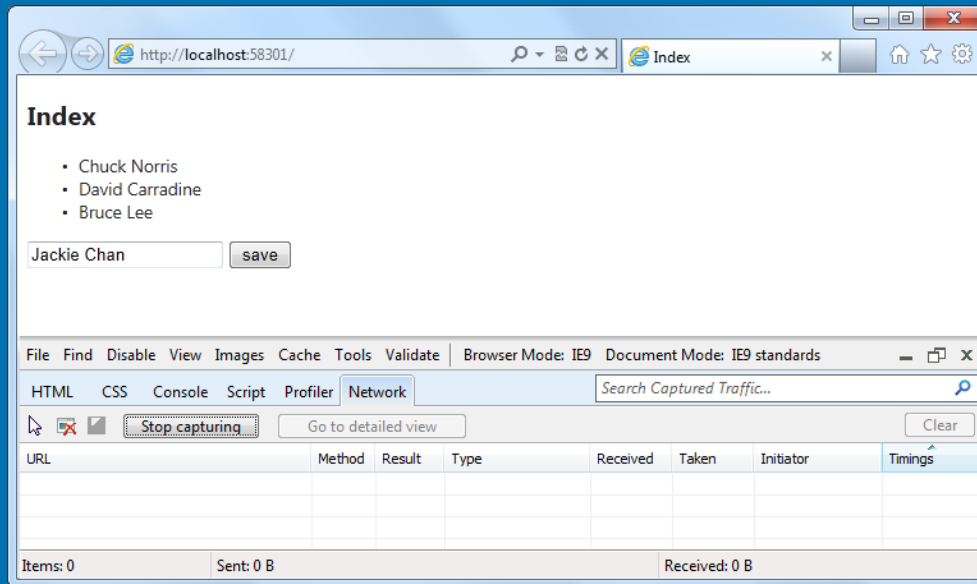 http://localhost:58301/
Index
Index
• Chuck Norris
• David Carradine
• Bruce Lee
Jackie Chan save
File Find Disable View Images Cache Tools Validate Browser Mode: IE9 Document Mode: IE9 standards
HTML CSS Console Script Profiler Network Search Captured Traffic...
Stop capturing Go to detailed view Clear
URL Method Result Type Received Taken Initiator Timings
Items: 0 Sent: 0 B Received: 0 B